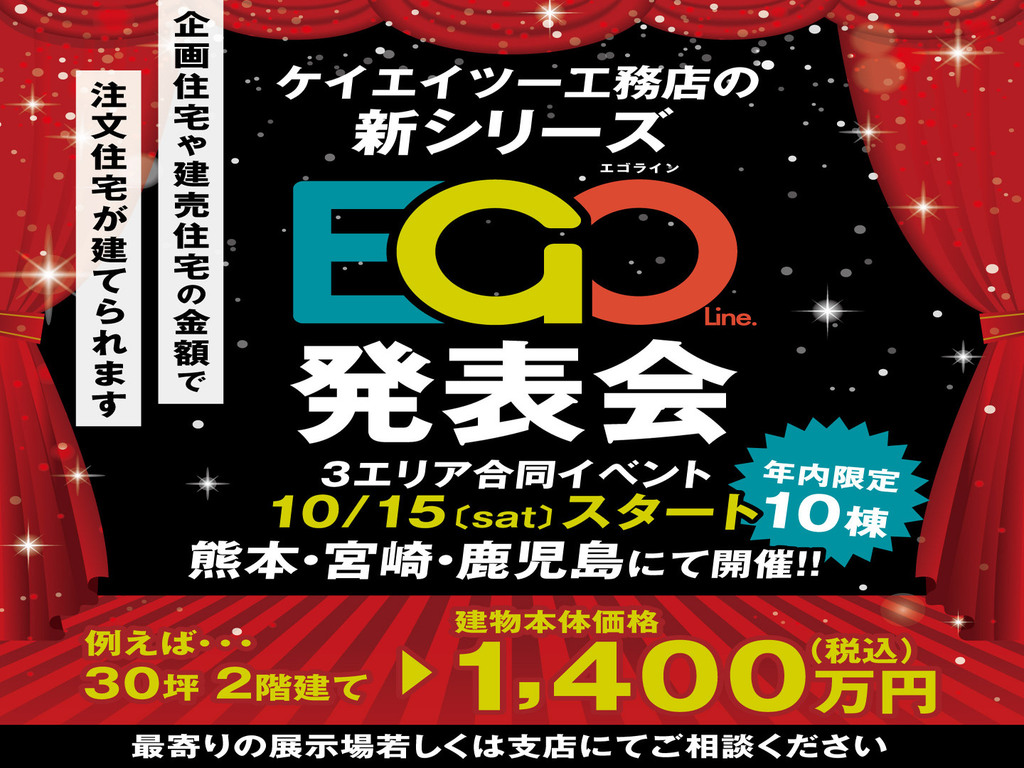 企画住宅や建売住宅の金額で
注文住宅が建てられます
ケイエイツー工務店の
新シリーズ
エゴライン
EGO
Line.
発表会
3エリア合同イベント
10/15〔sat〕スタート
年内限定
10棟
熊本・宮崎・鹿児島にて開催!!
例えば・・・
30坪 2階建て
建物本体価格
1,400万円
(税込)
最寄りの展示場若しくは支店にてご相談ください